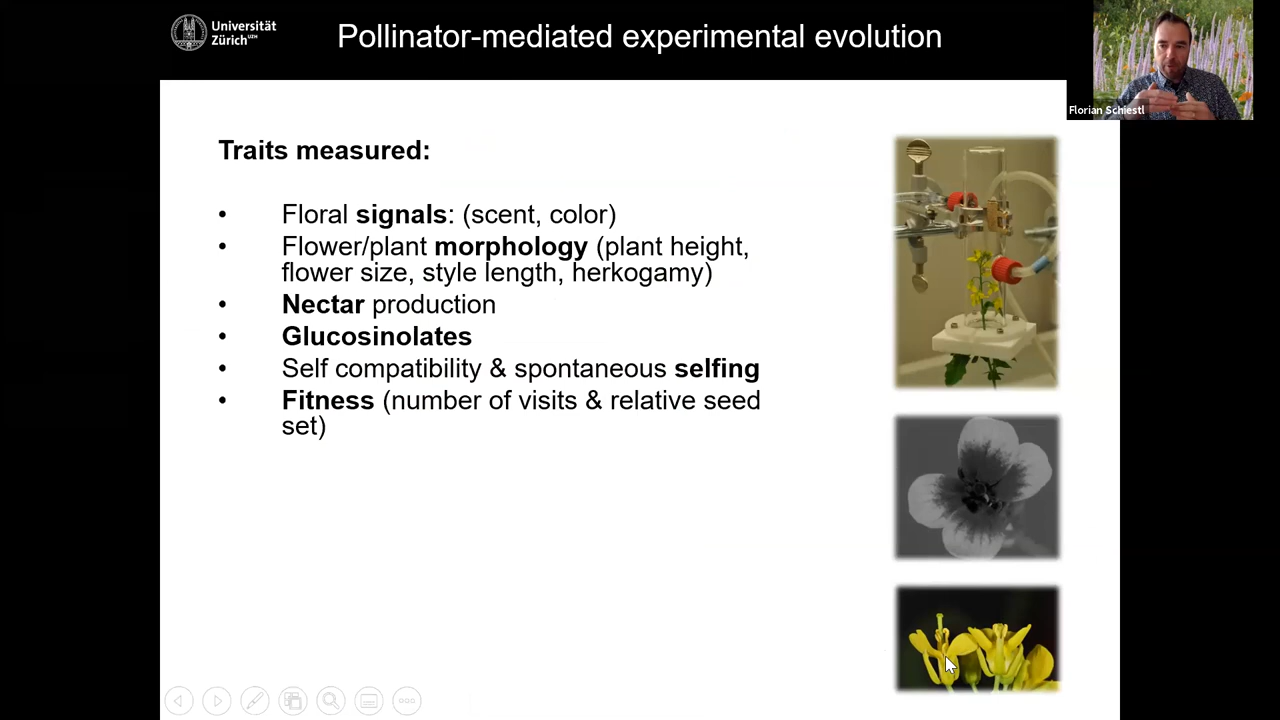 Universität
Zürich UZH
Pollinator-mediated experimental evolution
Florian Schiestl
Traits measured:
• Floral signals: (scent, color)
• Flower/plant morphology (plant height,
flower size, style length, herkogamy)
• Nectar production
• Glucosinolates
• Self compatibility & spontaneous selfing
• Fitness (number of visits & relative seed
set)